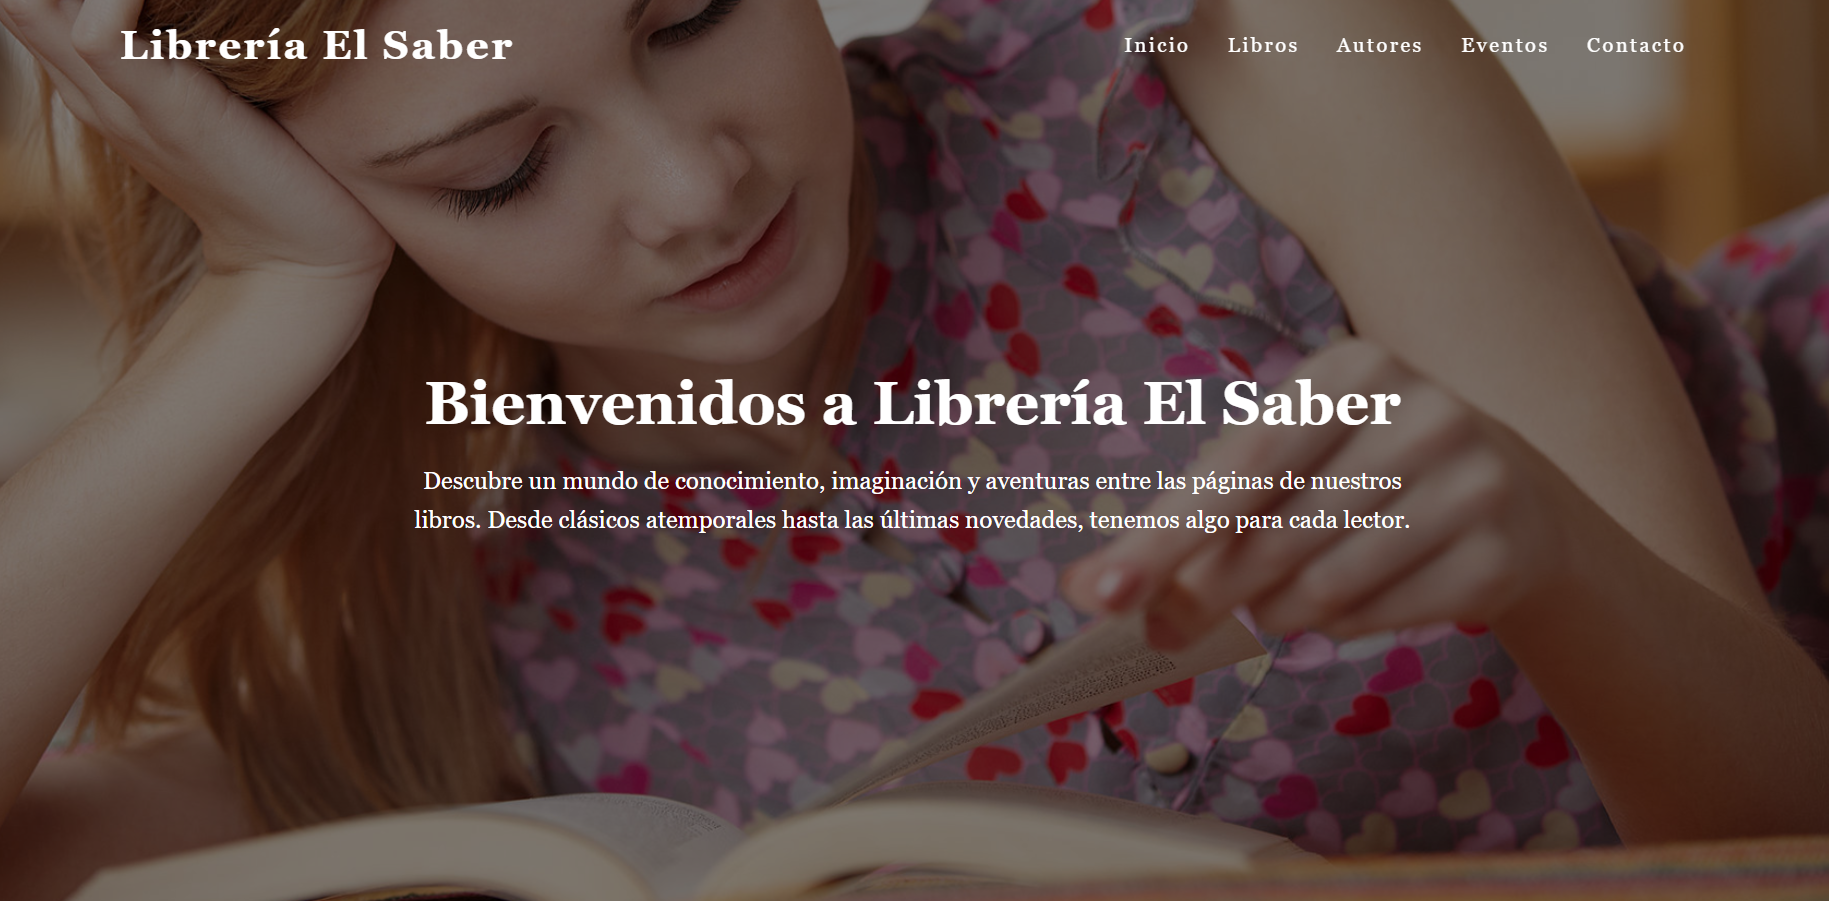 Librería El Saber
Inicio Libros Autores Eventos Contacto
Bienvenidos a Librería El Saber
Descubre un mundo de conocimiento, imaginación y aventuras entre las páginas de nuestros
libros. Desde clásicos atemporales hasta las últimas novedades, tenemos algo para cada lector.